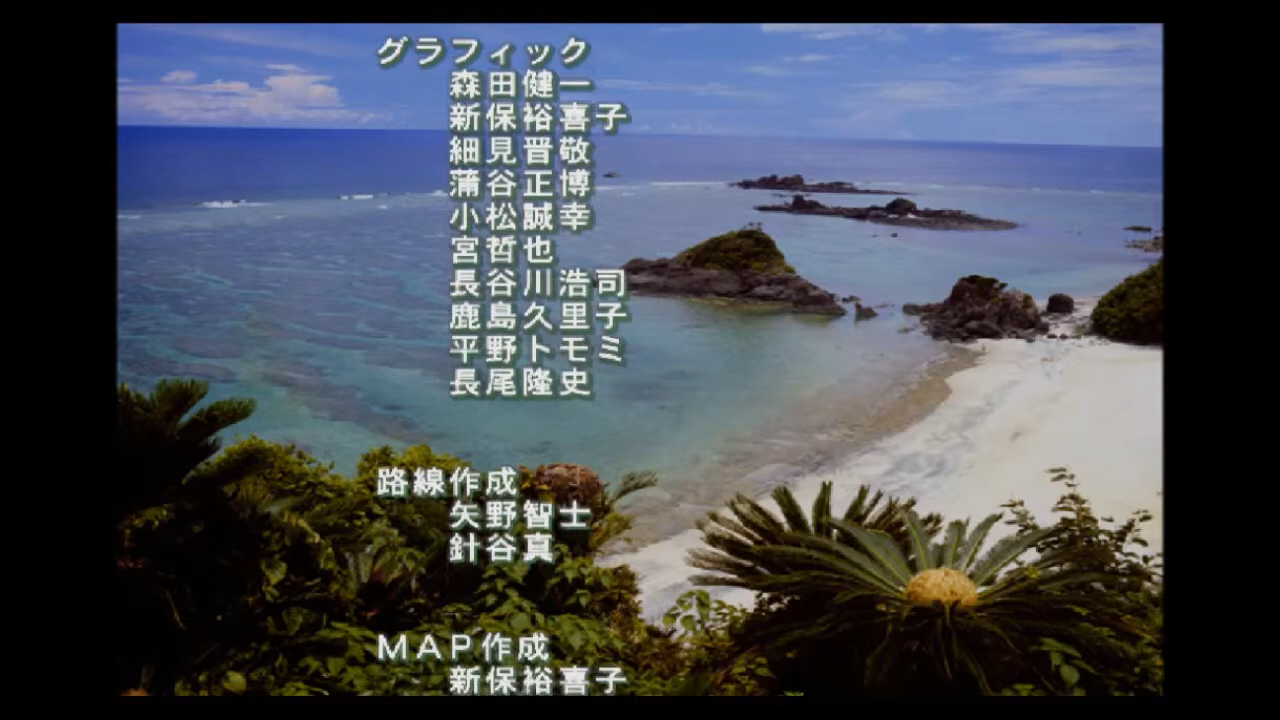 グラフィック
森田健一
新保裕喜子
細見晋敬
蒲谷正博
小松誠幸
宮哲也
長谷川浩司
鹿島久里子
平野トモミ
長尾隆史
路線作成
矢野智士
針谷真
ＭＡＰ作成
新保裕喜子